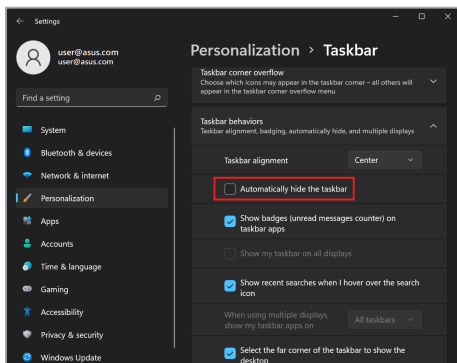 Settings
user@asus.com
user@asus.com
Find a setting
System
Bluetooth & devices
Network & internet
Personalization
Apps
Accounts
Time & language
Gaming
Accessibility
Privacy & security
Windows Update
Personalization > Taskbar
Taskbar corner overflow
Choose which icons may appear in the taskbar corner – all others will
appear in the taskbar corner overflow menu
Taskbar behaviors
Taskbar alignment, badging, automatically hide, and multiple displays
Taskbar alignment
Center
Automatically hide the taskbar
Show badges (unread messages counter) on
taskbar apps
Show my taskbar on all displays
Show recent searches when I hover over the search
icon
When using multiple displays,
show my taskbar apps on
All taskbars
Select the far corner of the taskbar to show the
desktop